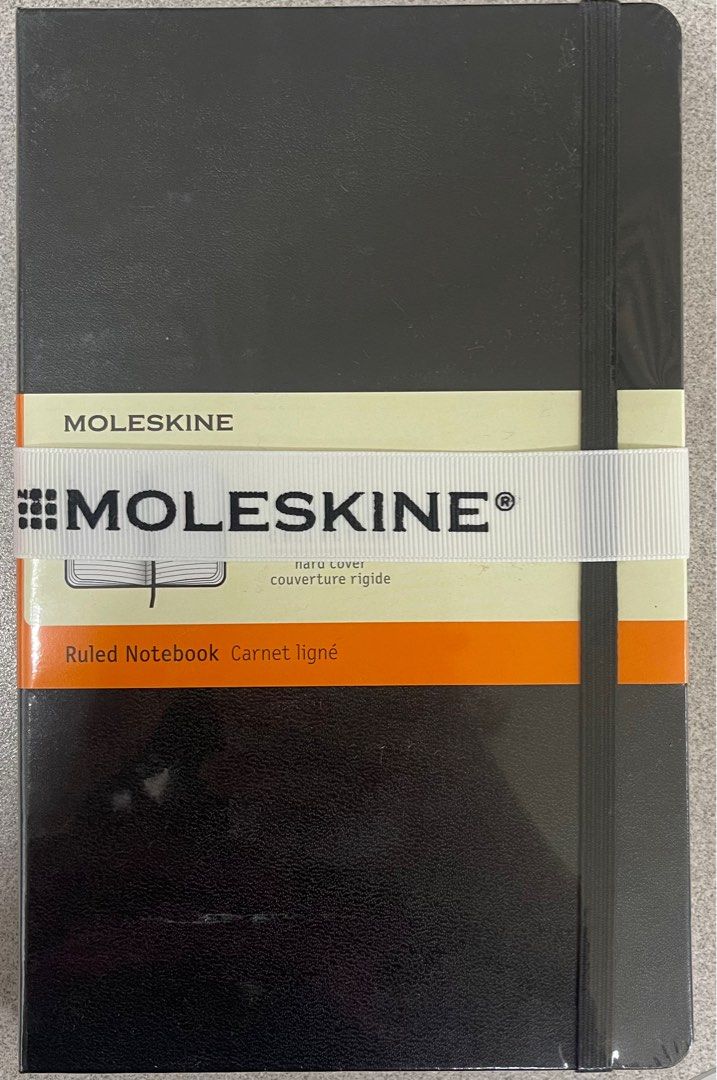 MOLESKINE
MOLESKINE®
hard cover
couverture rigide
Ruled Notebook Carnet ligné